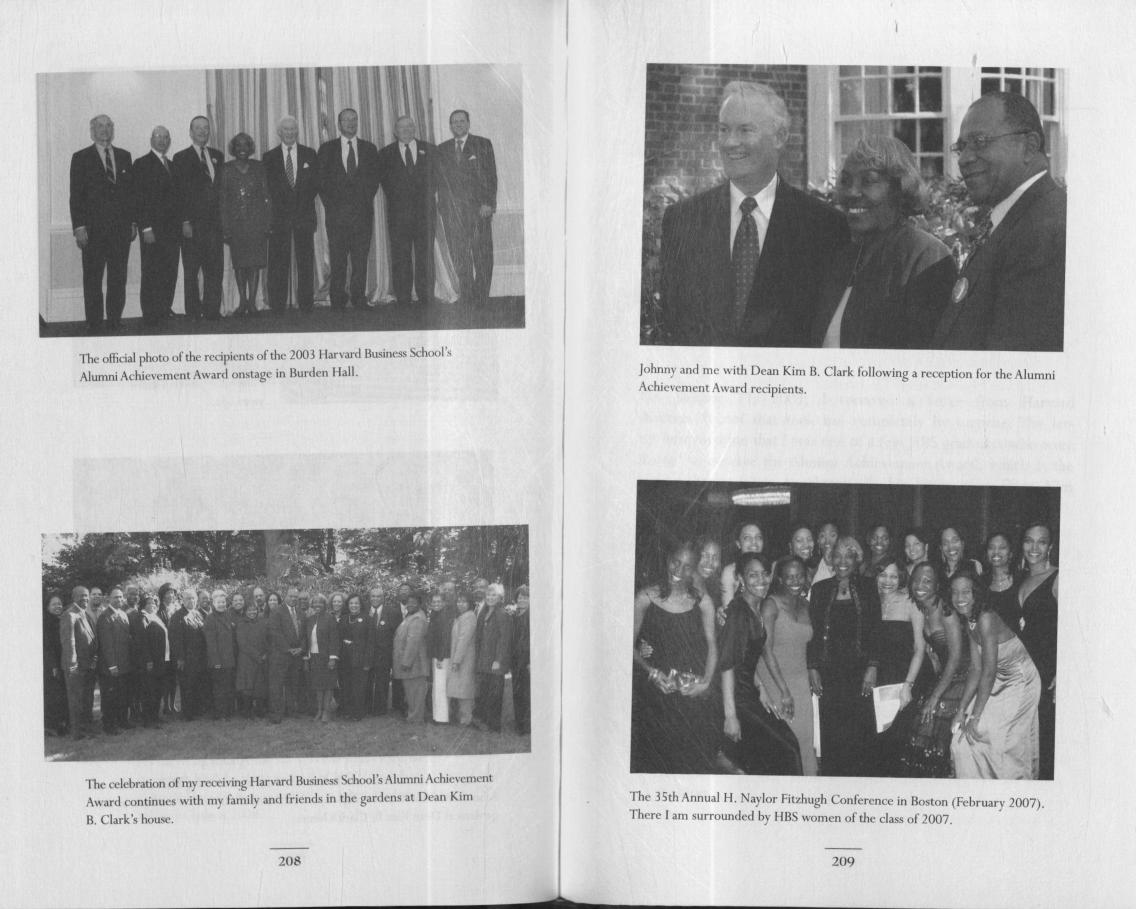 The official photo of the recipients of the 2003 Harvard Business School's
Alumni Achievement Award onstage in Burden Hall.
The celebration of my receiving Harvard Business School's Alumni Achievement
Award continues with my family and friends in the gardens at Dean Kim
B. Clark's house.
208
Johnny and me with Dean Kim B. Clark following a reception for the Alumni
Achievement Award recipients.
The 35th Annual H. Naylor Fitzhugh Conference in Boston (February 2007).
There I am surrounded by HBS women of the class of 2007.
209